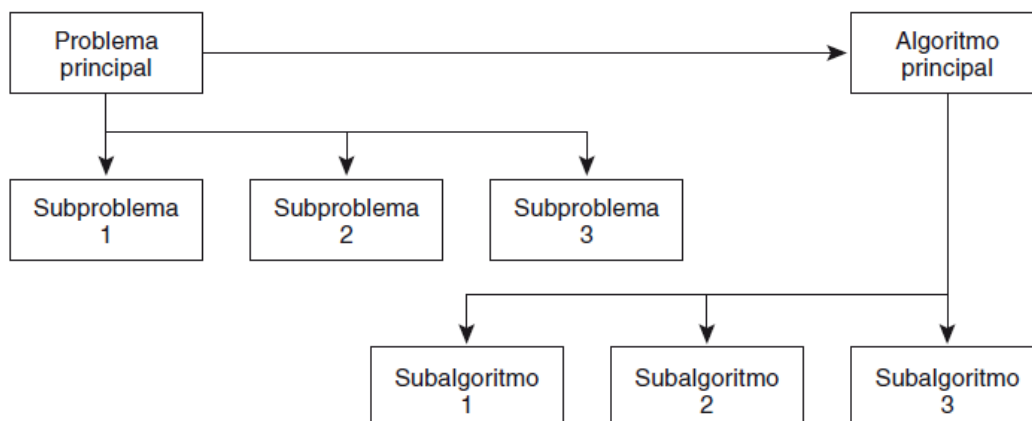 Problema
principal
Algoritmo
principal
Subproblema
1
Subproblema
2
Subproblema
3
Subalgoritmo
1
Subalgoritmo
2
Subalgoritmo
3